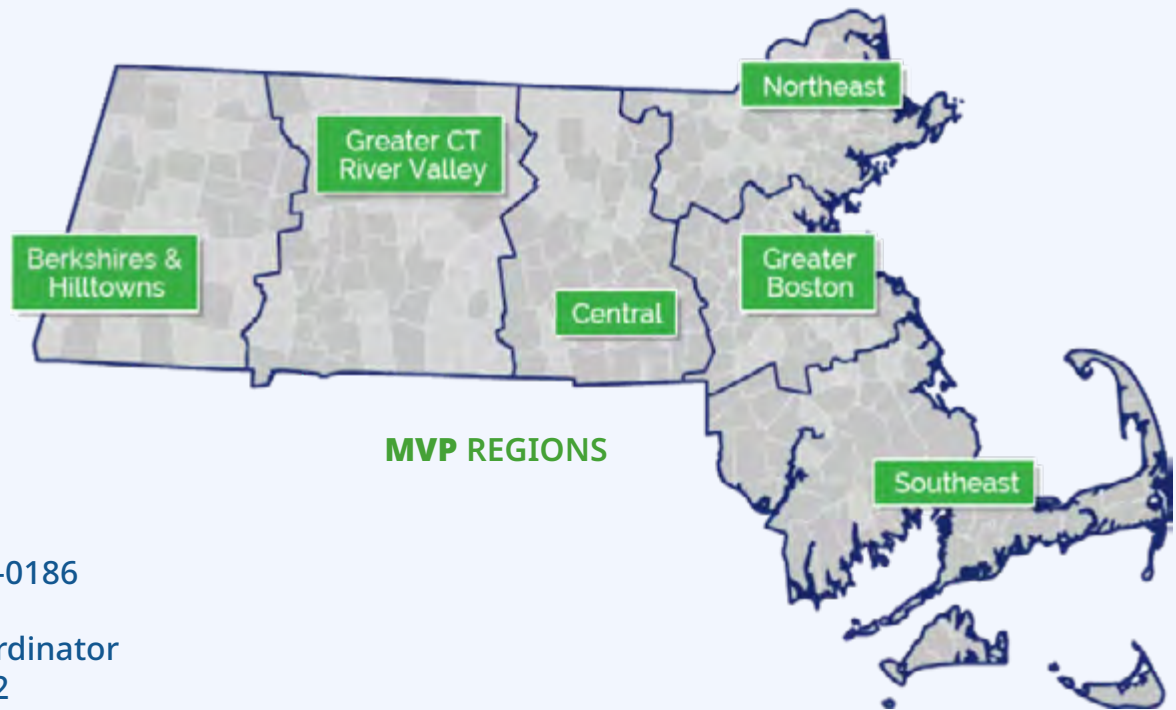 Northeast
Greater CT
River Valley
Berkshires &
Hilltowns
Greater
Boston
Central
MVP REGIONS
Southeast
-0186
rdinator
2